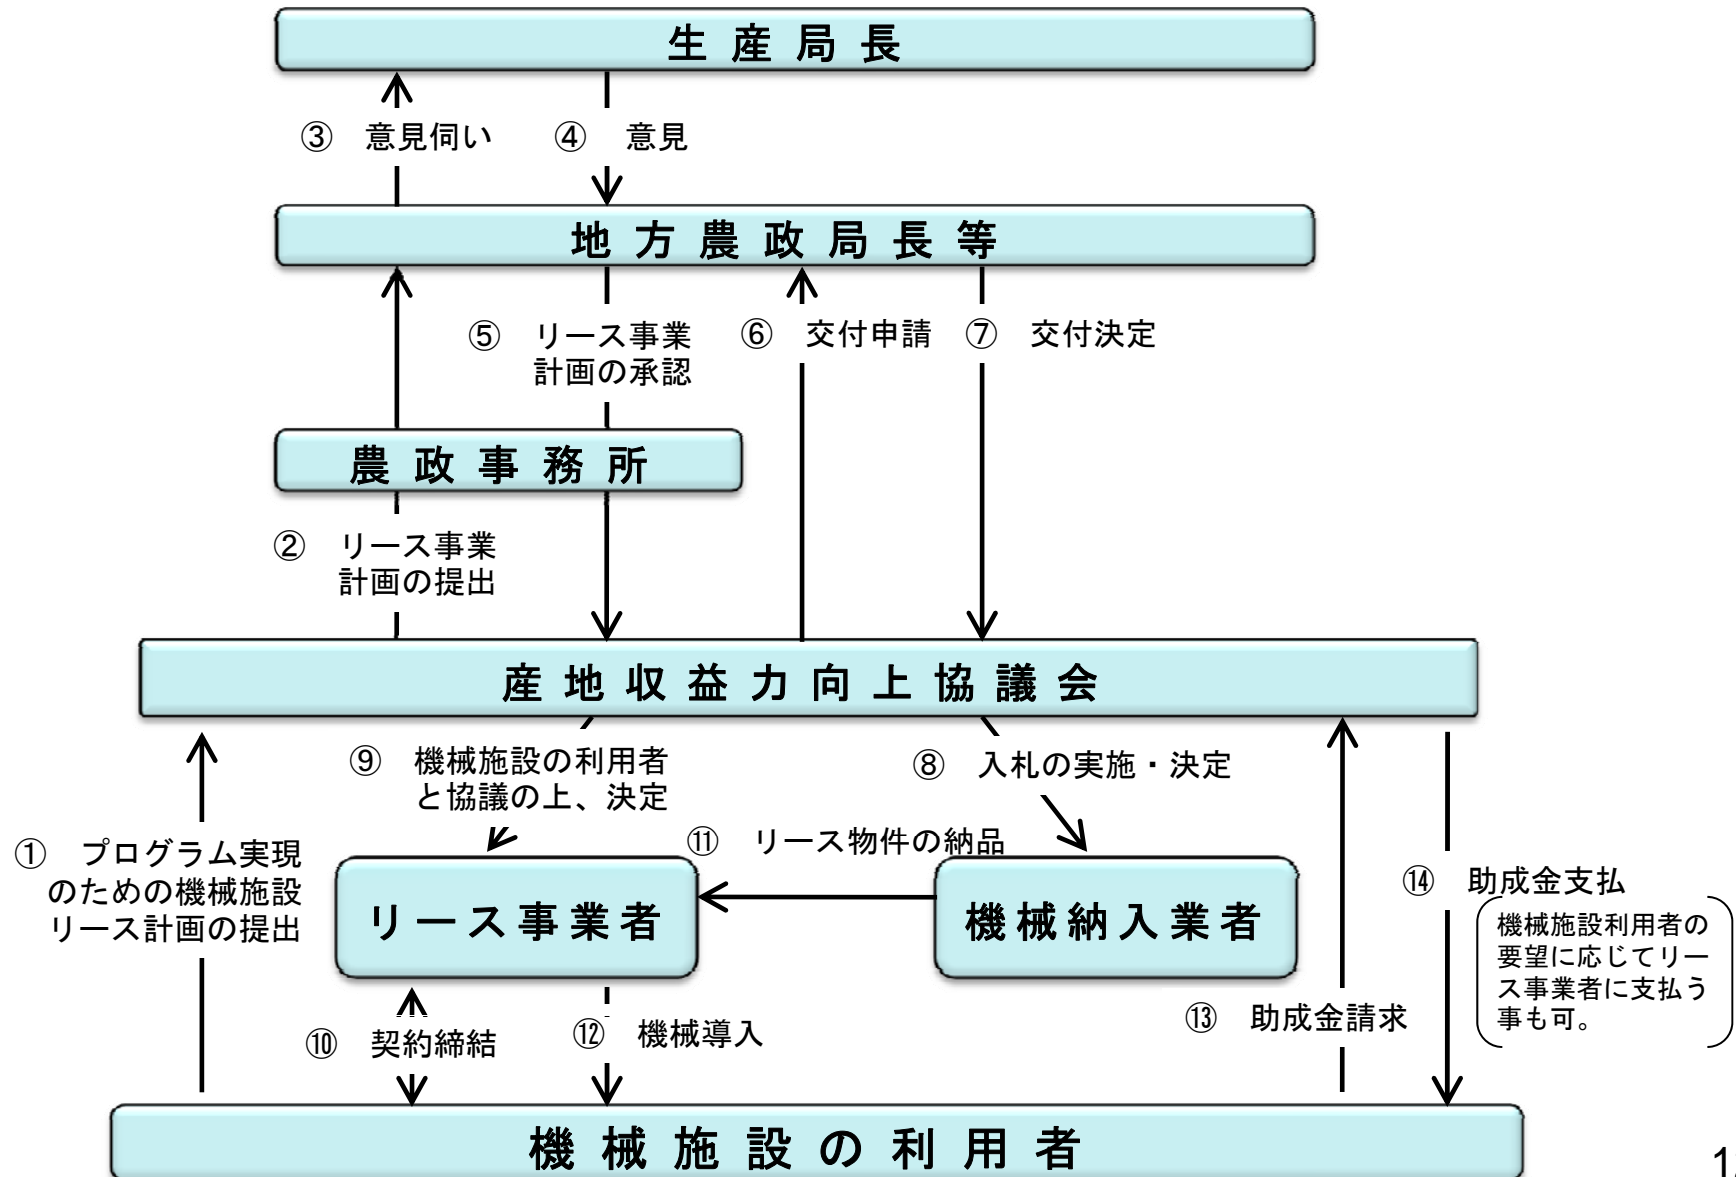 生産局長
③　意見伺い
④　意見
地方農政局長等
⑤　リース事業
計画の承認
⑥　交付申請
⑦　交付決定
農政事務所
②　リース事業
計画の提出
産地収益力向上協議会
⑨　機械施設の利用者
と協議の上、決定
⑧　入札の実施・決定
①　プログラム実現
のための機械施設
リース計画の提出
⑪　リース物件の納品
リース事業者
機械納入業者
⑭　助成金支払
機械施設利用者の
要望に応じてリー
ス事業者に支払う
事も可。
⑩　契約締結
⑫　機械導入
⑬　助成金請求
機械施設の利用者